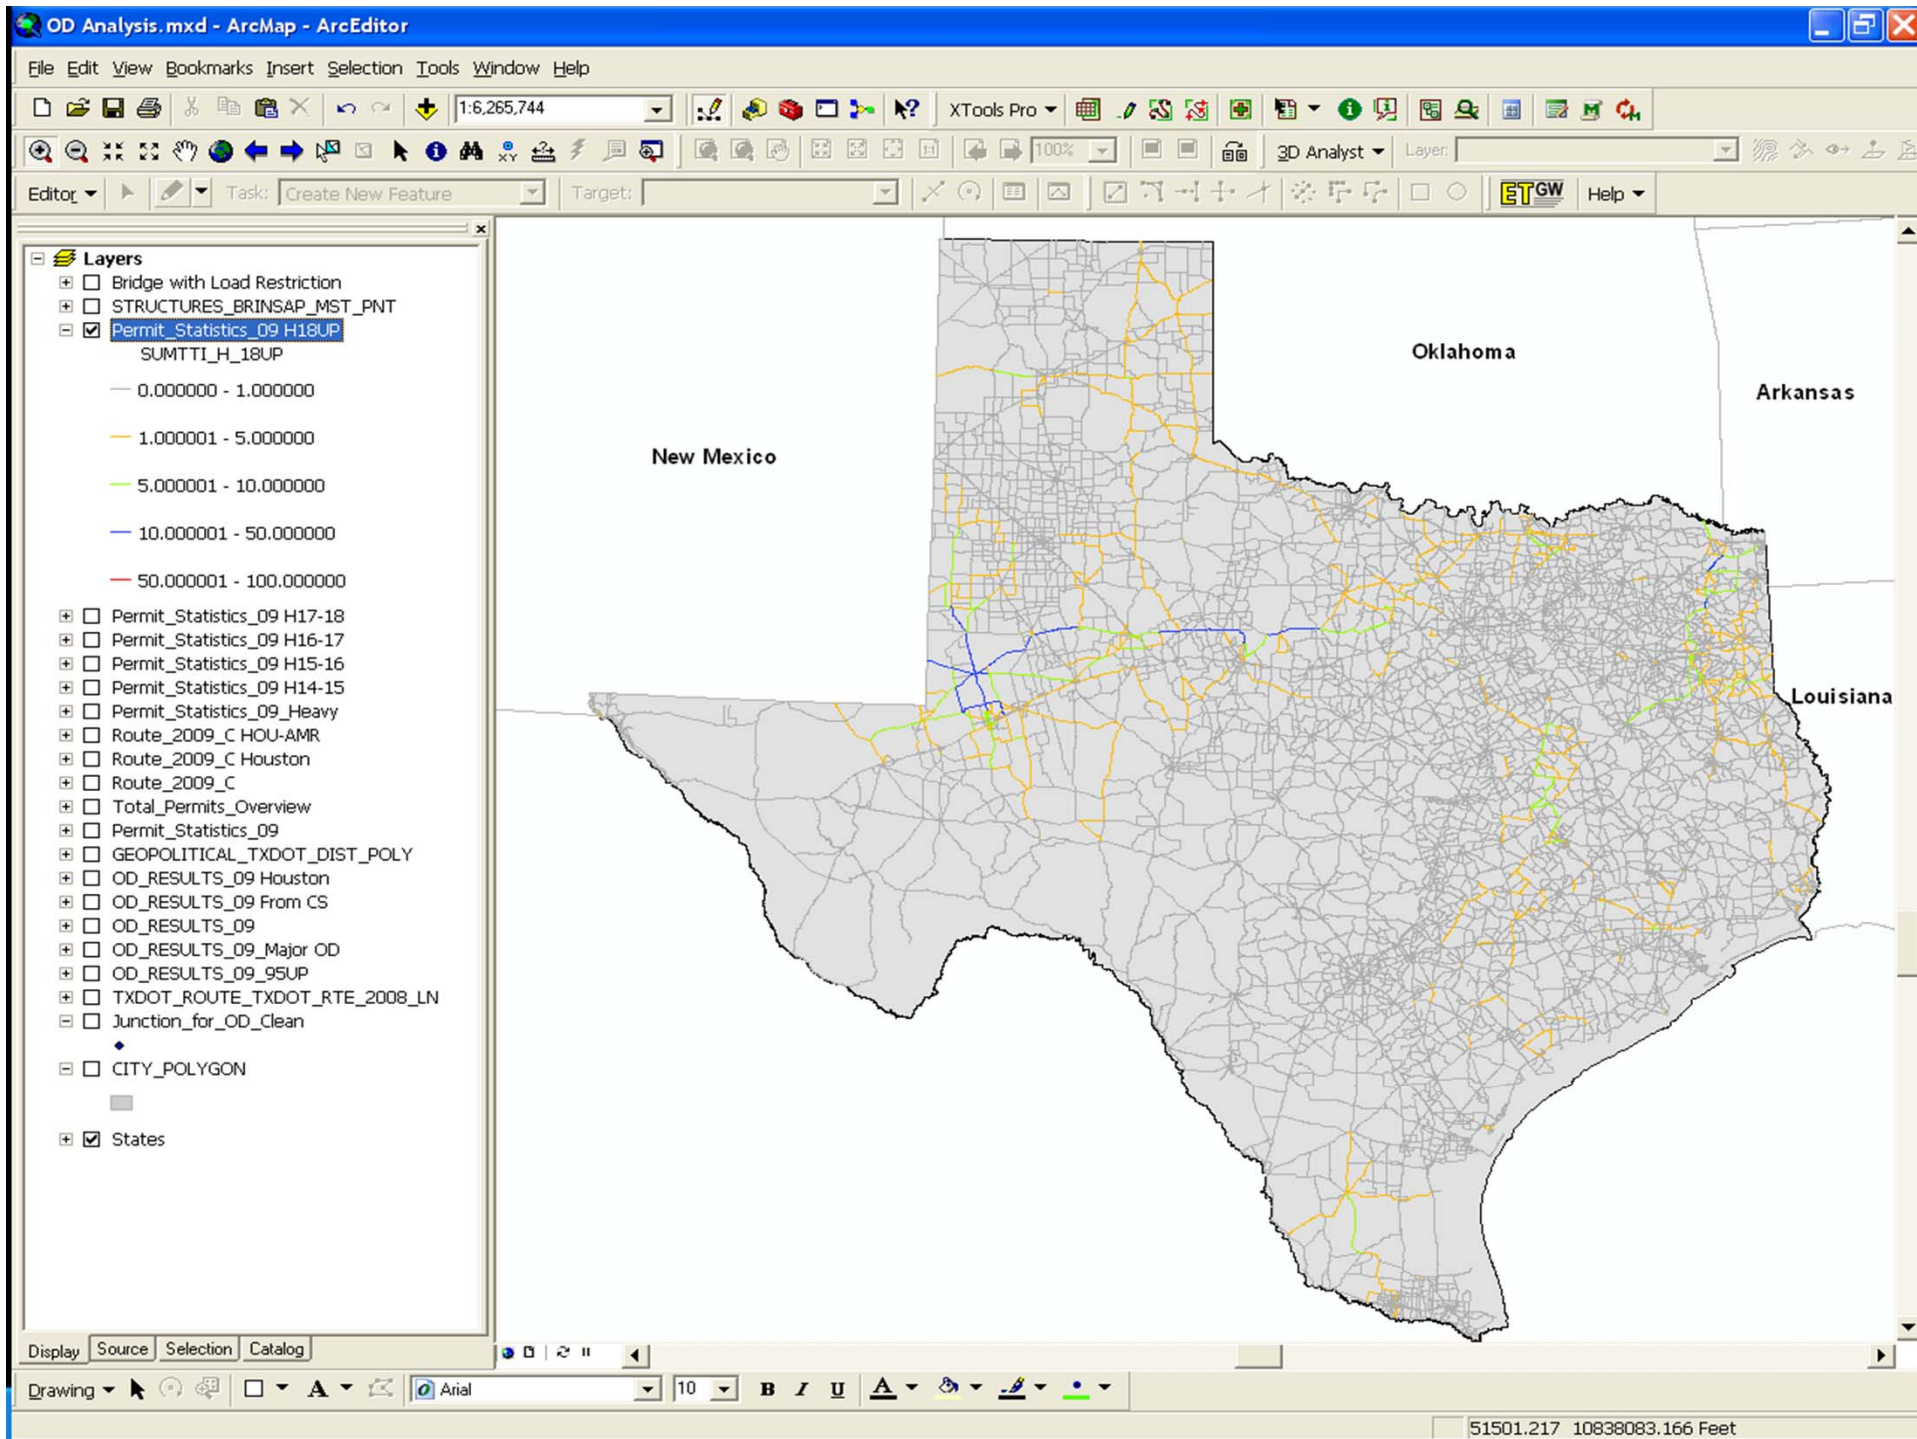 OD Analysis.mxd - ArcMap - ArcEditor
File Edit View Bookmarks Insert Selection Tools Window Help
1:6,265,744
XTools Pro
XY
100%
3D Analyst
Layer:
Editor
Task:
Create New Feature
Target:
ET GW
Help
Layers
Bridge with Load Restriction
STRUCTURES_BRINSAP_MST_PNT
Permit_Statistics_09 H18UP
SUMTTI_H_18UP
0.000000 - 1.000000
1.000001 - 5.000000
5.000001 - 10.000000
10.000001 - 50.000000
50.000001 - 100.000000
Permit_Statistics_09 H17-18
Permit_Statistics_09 H16-17
Permit_Statistics_09 H15-16
Permit_Statistics_09 H14-15
Permit_Statistics_09_Heavy
Route_2009_C HOU-AMR
Route_2009_C Houston
Route_2009_C
Total_Permits_Overview
Permit_Statistics_09
GEOPOLITICAL_TXDOT_DIST_POLY
OD_RESULTS_09 Houston
OD_RESULTS_09 From CS
OD_RESULTS_09
OD_RESULTS_09_Major OD
OD_RESULTS_09_95UP
TXDOT_ROUTE_TXDOT_RTE_2008_LN
Junction_for_OD_Clean
CITY_POLYGON
States
Oklahoma
Arkansas
New Mexico
Louisiana
Display Source Selection Catalog
Drawing
A
Arial
10
B I U A
51501.217 10838083.166 Feet